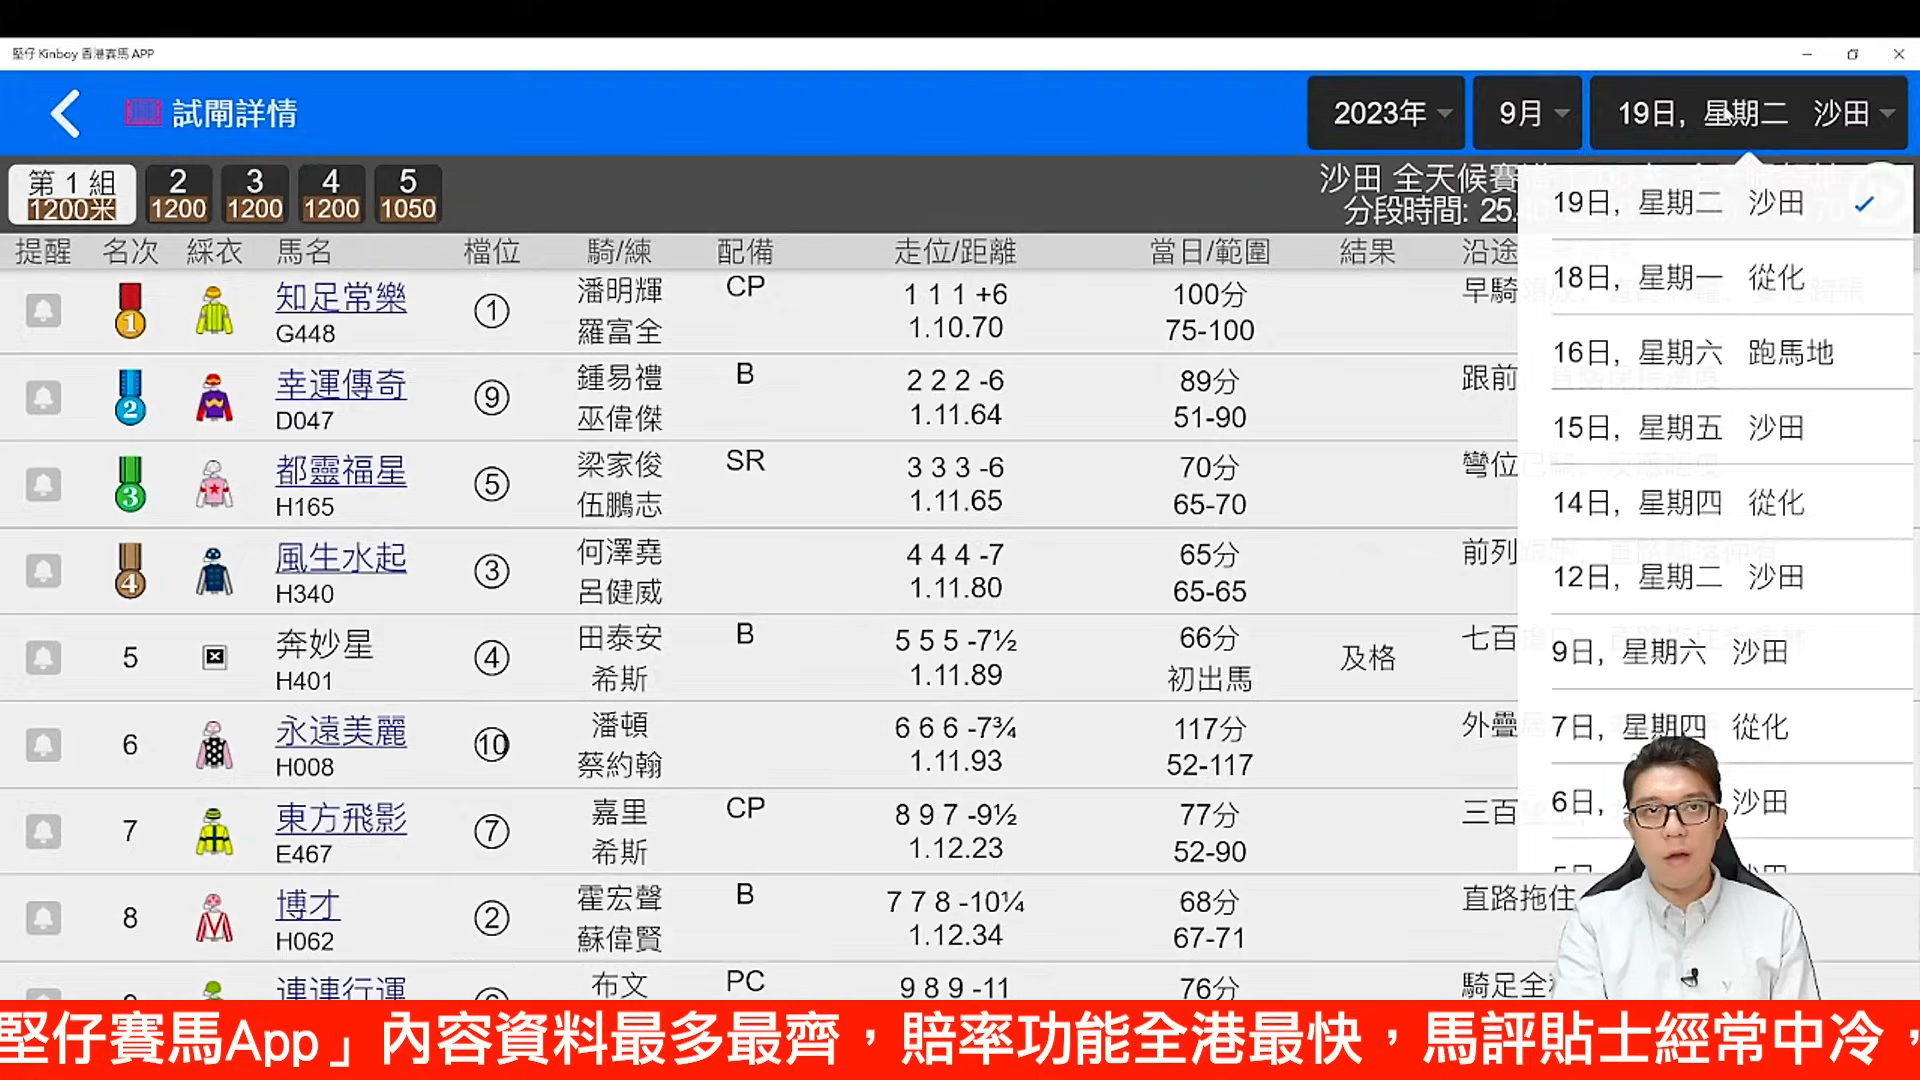 堅仔 Kinboy 香港賽馬 APP
試閘詳情
2023年
9月
19日, 星期二 沙田
第 1 組
1200米
2
1200
3
1200
4
1200
5
1050
沙田 全天候賽
分段時間: 25.
提醒 名次 綵衣 馬名 檔位 騎/練 配備 走位/距離 當日/範圍 結果 沿途
1 知足常樂 G448 ① 潘明輝 羅富全 CP 1 1 1 +6 1.10.70 100分 75-100 早騎
2 幸運傳奇 D047 ⑨ 鍾易禮 巫偉傑 B 2 2 2 -6 1.11.64 89分 51-90 跟前
3 都靈福星 H165 ⑤ 梁家俊 伍鵬志 SR 3 3 3 -6 1.11.65 70分 65-70 彎位
4 風生水起 H340 ③ 何澤堯 呂健威 4 4 4 -7 1.11.80 65分 65-65 前列
5 奔妙星 H401 ④ 田泰安 希斯 B 5 5 5 -7½ 1.11.89 66分 初出馬 及格 七百
6 永遠美麗 H008 ⑩ 潘頓 蔡約翰 6 6 6 -7¾ 1.11.93 117分 52-117 外疊
7 東方飛影 E467 ⑦ 嘉里 希斯 CP 8 9 7 -9½ 1.12.23 77分 52-90 三百
8 博才 H062 ② 霍宏聲 蘇偉賢 B 7 7 8 -10¼ 1.12.34 68分 67-71 直路拖住
連連行運 布文 PC 9 8 9 -11 76分 騎足全
19日, 星期二 沙田
18日, 星期一 從化
16日, 星期六 跑馬地
15日, 星期五 沙田
14日, 星期四 從化
12日, 星期二 沙田
9日, 星期六 沙田
7日, 星期四 從化
6日, 沙田
堅仔賽馬App」內容資料最多最齊，賠率功能全港最快，馬評貼士經常中冷，